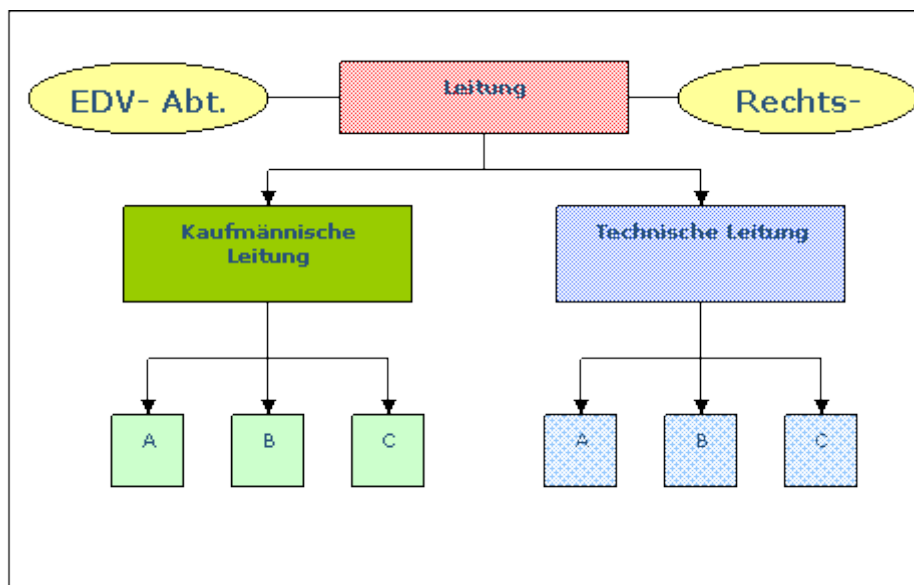 Leitung
EDV- Abt.
Rechts-
Kaufmännische
Leitung
Technische Leitung
A
B
C
A
B
C